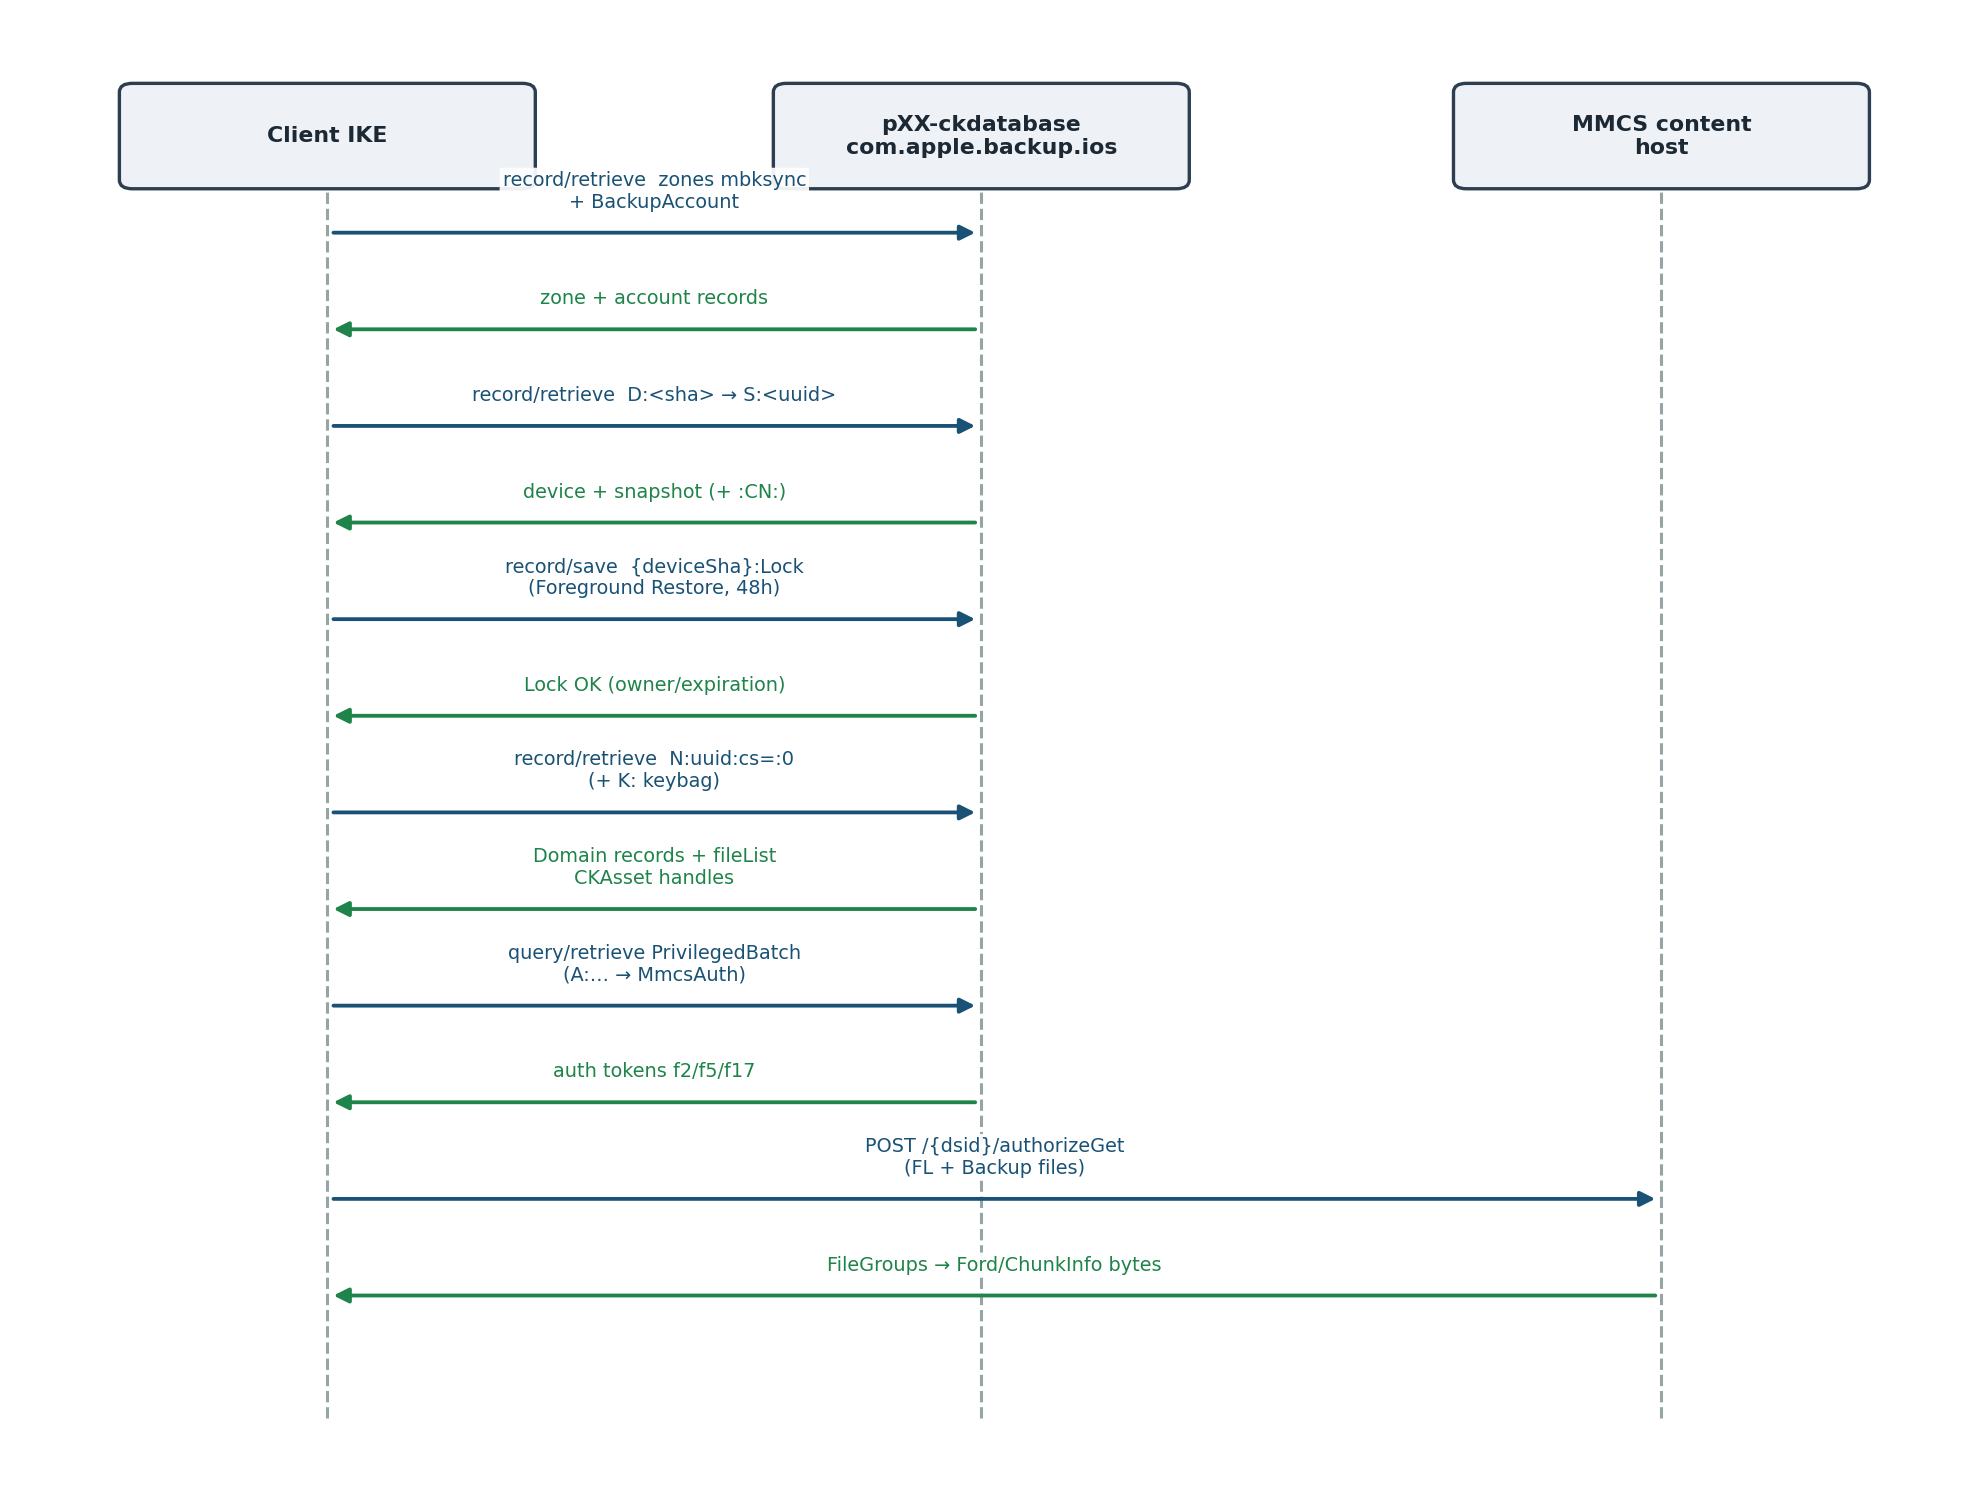 Client IKE
pXX-ckdatabase
com.apple.backup.ios
MMCS content
host
record/retrieve  zones mbksync
+ BackupAccount
zone + account records
record/retrieve  D:<sha> → S:<uuid>
device + snapshot (+ :CN:)
record/save  {deviceSha}:Lock
(Foreground Restore, 48h)
Lock OK (owner/expiration)
record/retrieve  N:uuid:cs=:0
(+ K: keybag)
Domain records + fileList
CKAsset handles
query/retrieve PrivilegedBatch
(A:… → MmcsAuth)
auth tokens f2/f5/f17
POST /{dsid}/authorizeGet
(FL + Backup files)
FileGroups → Ford/ChunkInfo bytes